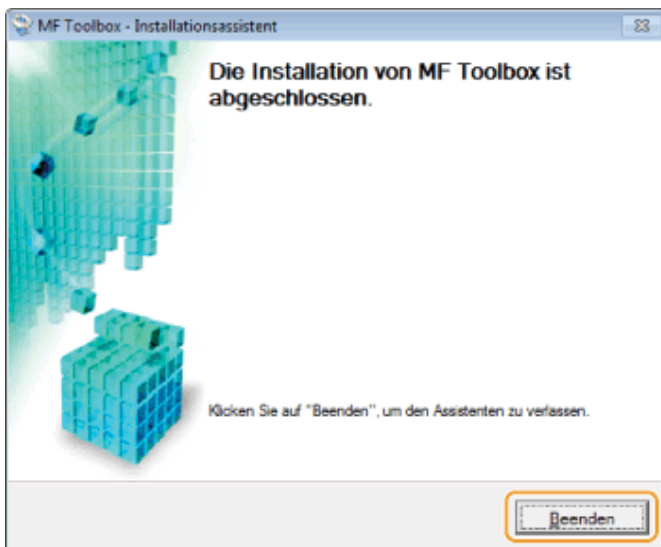 MF Toolbox - Installationsassistent
Die Installation von MF Toolbox ist
abgeschlossen.
Klicken Sie auf "Beenden", um den Assistenten zu verlassen.
Beenden